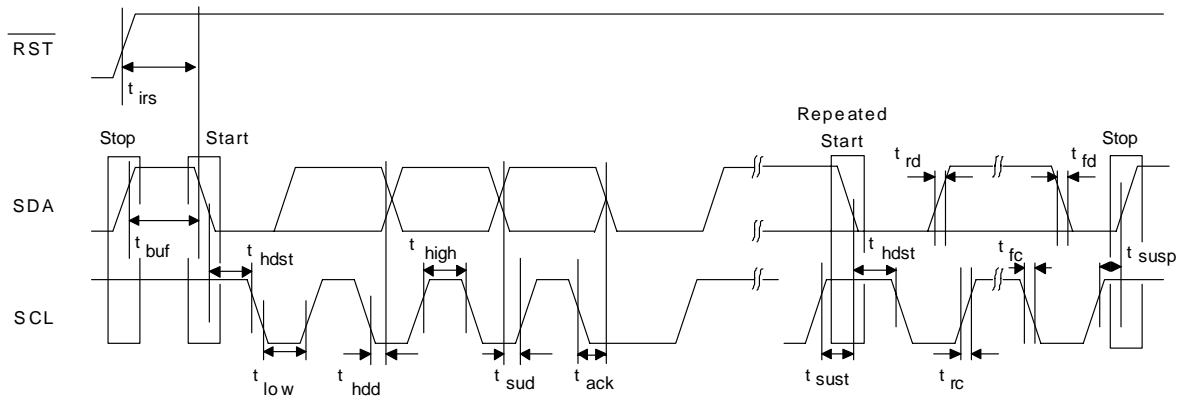 RST
t irs
Repeated
Stop
Start
Start
Stop
t rd
t fd
SDA
t buf
t hdst
t high
t hdst
t fc
t susp
SCL
t low
t hdd
t sud
t ack
t sust
t rc